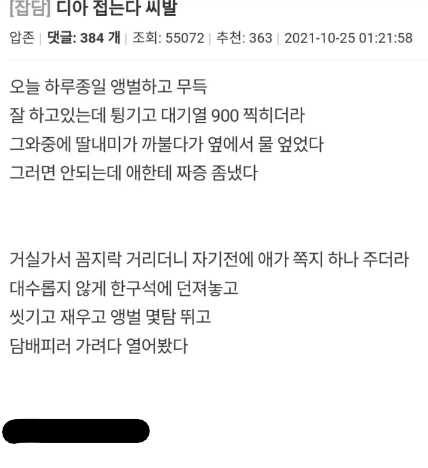 [잡담] 디아 접는다 씨발
압존 | 댓글: 384 개 | 조회: 55072 | 추천: 363 | 2021-10-25 01:21:58
오늘 하루종일 앵벌하고 무득
잘 하고있는데 튕기고 대기열 900 찍히더라
그와중에 딸내미가 까불다가 옆에서 물 엎었다
그러면 안되는데 애한테 짜증 좀냈다
거실가서 꼼지락 거리더니 자기전에 애가 쪽지 하나 주더라
대수롭지 않게 한구석에 던져놓고
씻기고 재우고 앵벌 몇탐 뛰고
담배피러 가려다 열어봤다